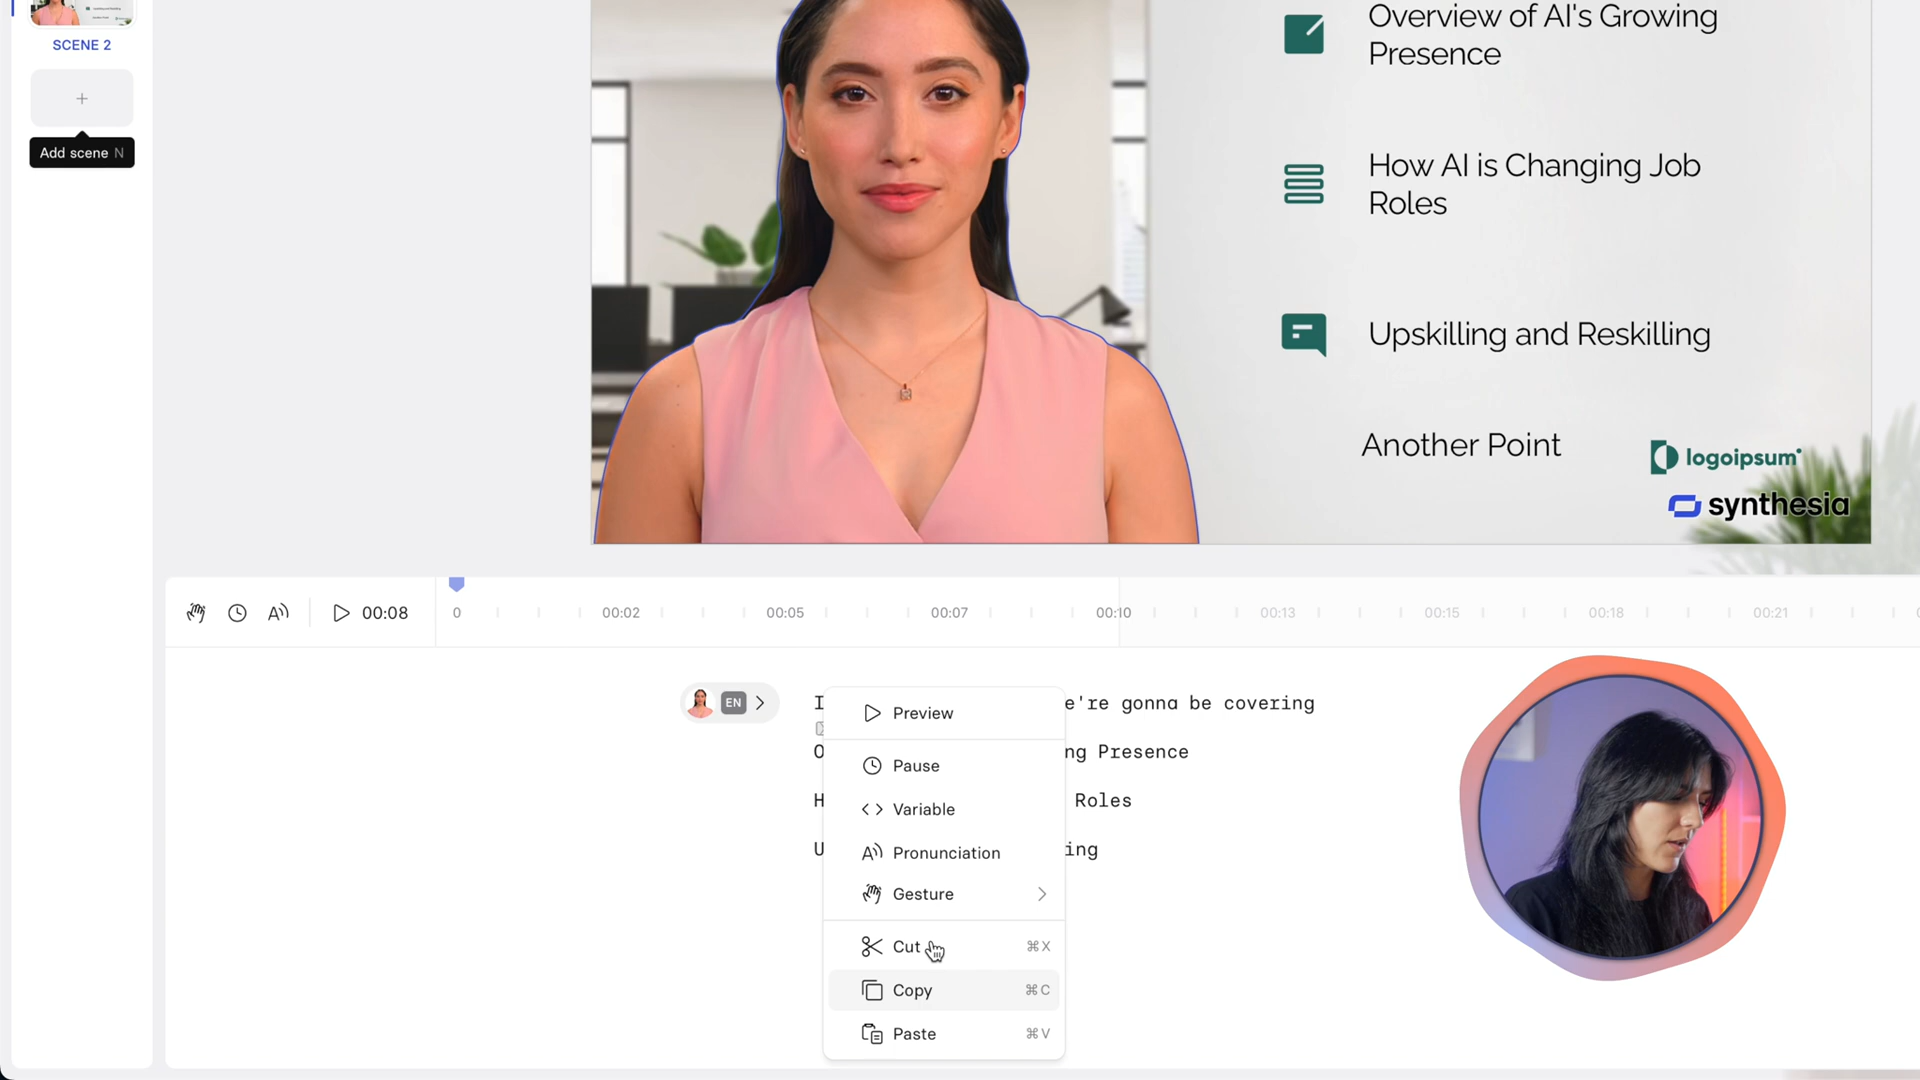 SCENE 2
+
Add scene N
Overview of AI's Growing
Presence
How AI is Changing Job
Roles
Upskilling and Reskilling
Another Point
logoipsum
synthesia
00:08
0
00:02
00:05
00:07
00:10
00:13
00:15
00:18
00:21
EN
I
e're gonna be covering
O
ng Presence
H
Roles
U
ing
Preview
Pause
Variable
Pronunciation
Gesture
Cut ⌘X
Copy ⌘C
Paste ⌘V